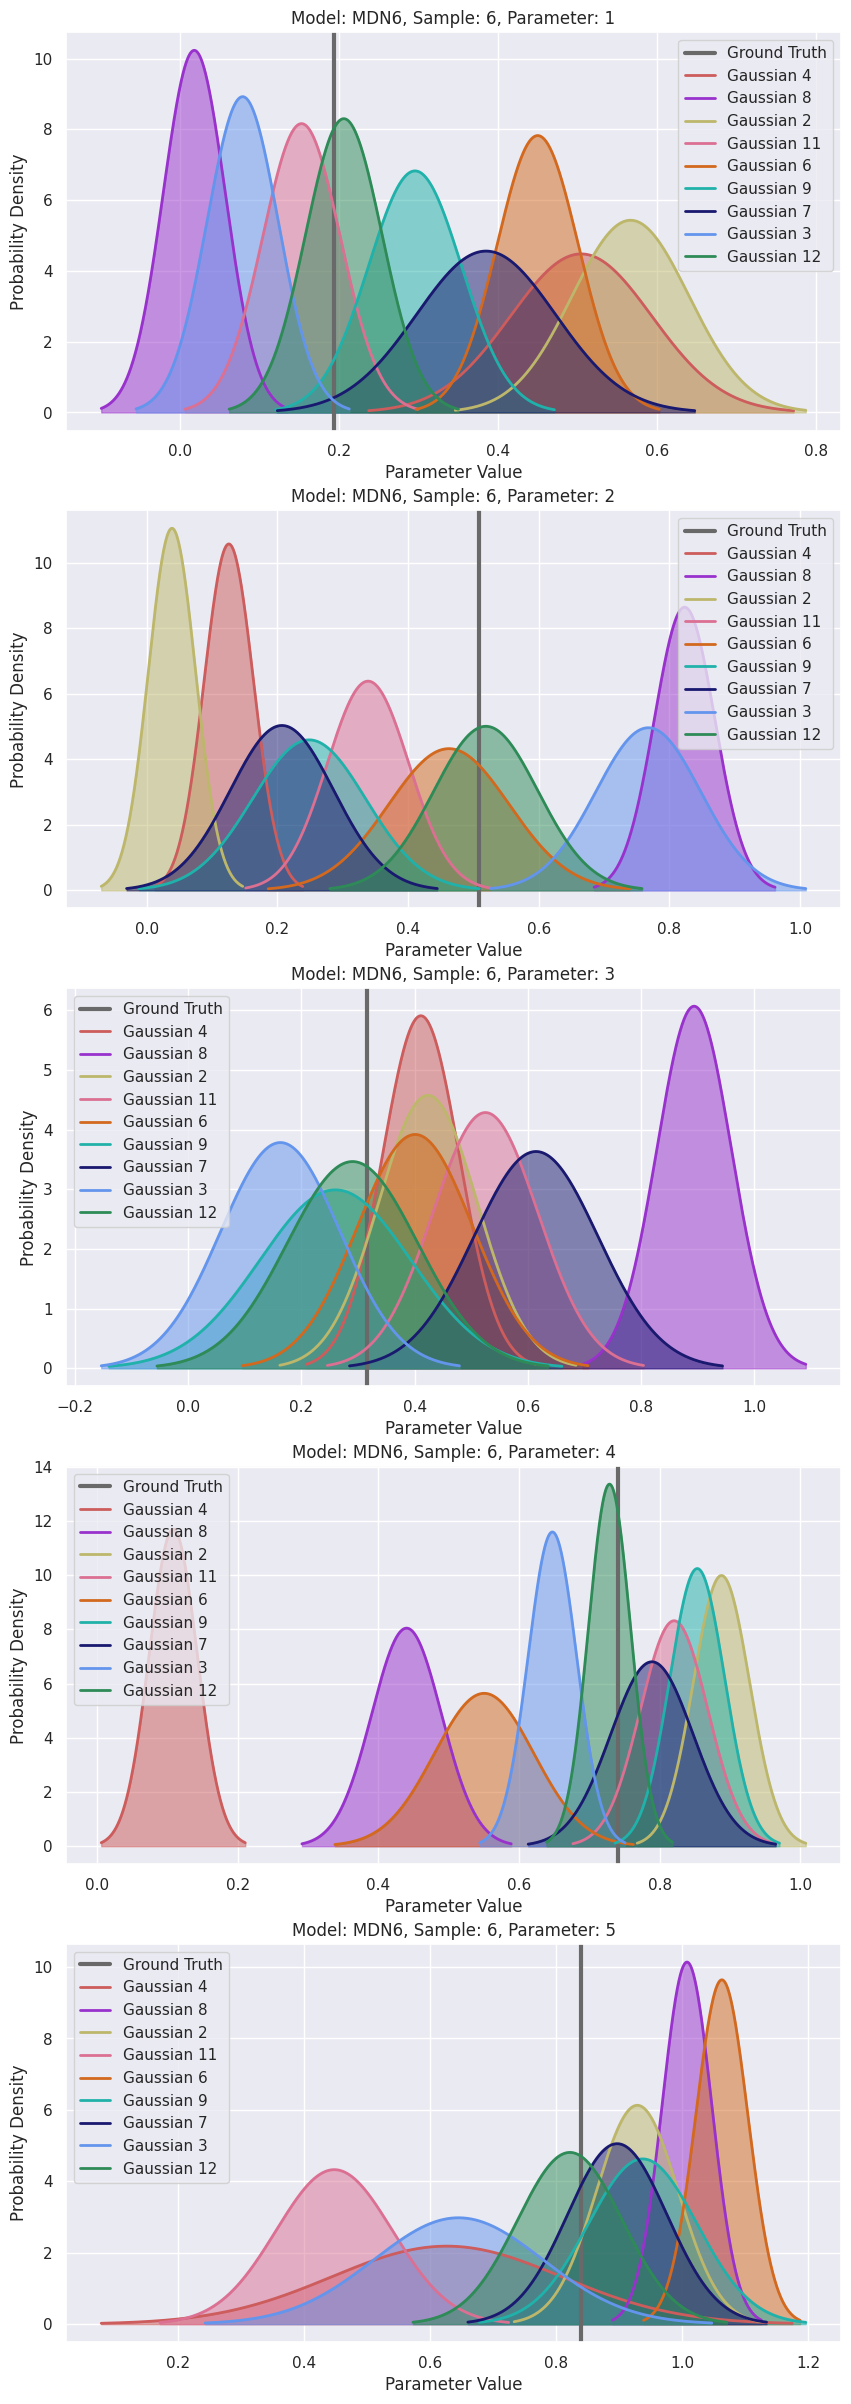 Model: MDN6, Sample: 6, Parameter: 1
Probability Density
10
8
6
4
2
0
Ground Truth
Gaussian 4
Gaussian 8
Gaussian 2
Gaussian 11
Gaussian 6
Gaussian 9
Gaussian 7
Gaussian 3
Gaussian 12
0.0 0.2 0.4 0.6 0.8
Parameter Value
Model: MDN6, Sample: 6, Parameter: 2
Probability Density
10
8
6
4
2
0
Ground Truth
Gaussian 4
Gaussian 8
Gaussian 2
Gaussian 11
Gaussian 6
Gaussian 9
Gaussian 7
Gaussian 3
Gaussian 12
0.0 0.2 0.4 0.6 0.8 1.0
Parameter Value
Model: MDN6, Sample: 6, Parameter: 3
Probability Density
6
5
4
3
2
1
0
Ground Truth
Gaussian 4
Gaussian 8
Gaussian 2
Gaussian 11
Gaussian 6
Gaussian 9
Gaussian 7
Gaussian 3
Gaussian 12
−0.2 0.0 0.2 0.4 0.6 0.8 1.0
Parameter Value
Model: MDN6, Sample: 6, Parameter: 4
Probability Density
14
12
10
8
6
4
2
0
Ground Truth
Gaussian 4
Gaussian 8
Gaussian 2
Gaussian 11
Gaussian 6
Gaussian 9
Gaussian 7
Gaussian 3
Gaussian 12
0.0 0.2 0.4 0.6 0.8 1.0
Parameter Value
Model: MDN6, Sample: 6, Parameter: 5
Probability Density
10
8
6
4
2
0
Ground Truth
Gaussian 4
Gaussian 8
Gaussian 2
Gaussian 11
Gaussian 6
Gaussian 9
Gaussian 7
Gaussian 3
Gaussian 12
0.2 0.4 0.6 0.8 1.0 1.2
Parameter Value